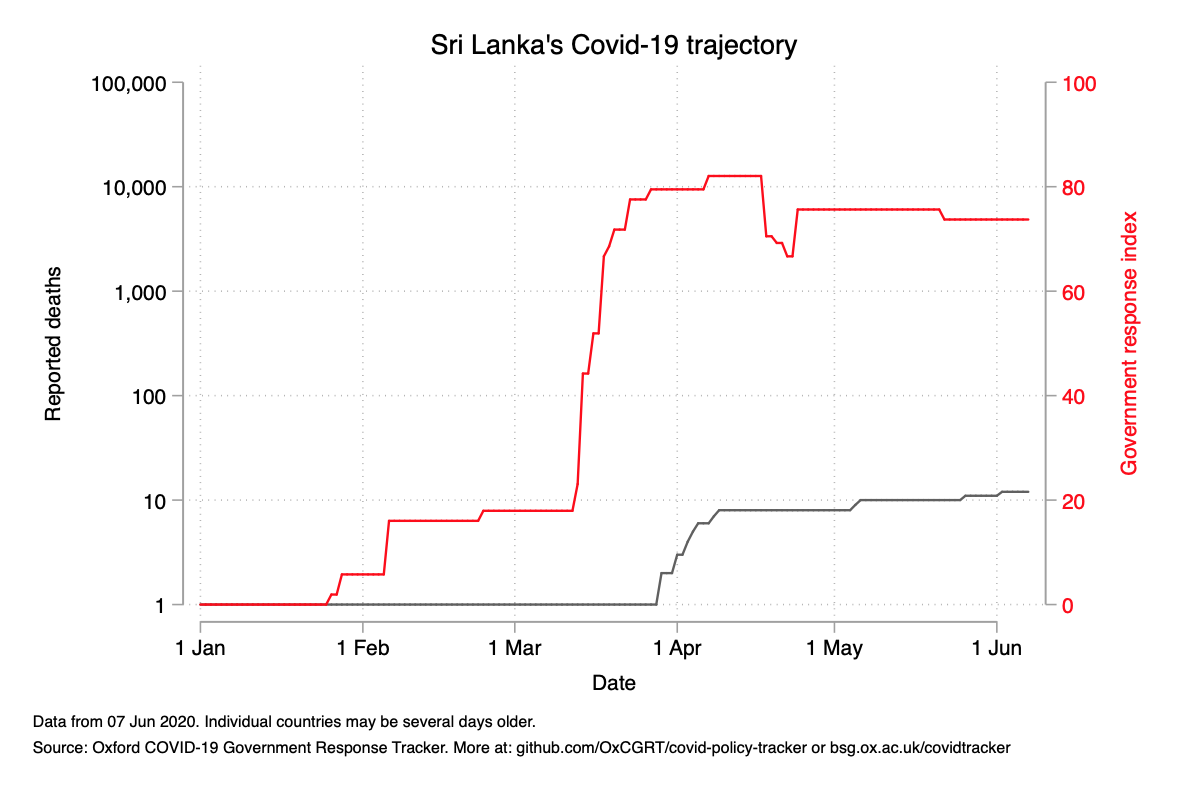 Sri Lanka's Covid-19 trajectory
100,000
10,000
1,000
100
10
1
Reported deaths
100
80
60
40
20
0
Government response index
1 Jan
1 Feb
1 Mar
1 Apr
1 May
1 Jun
Date
Data from 07 Jun 2020. Individual countries may be several days older.
Source: Oxford COVID-19 Government Response Tracker. More at: github.com/OxCGRT/covid-policy-tracker or bsg.ox.ac.uk/covidtracker